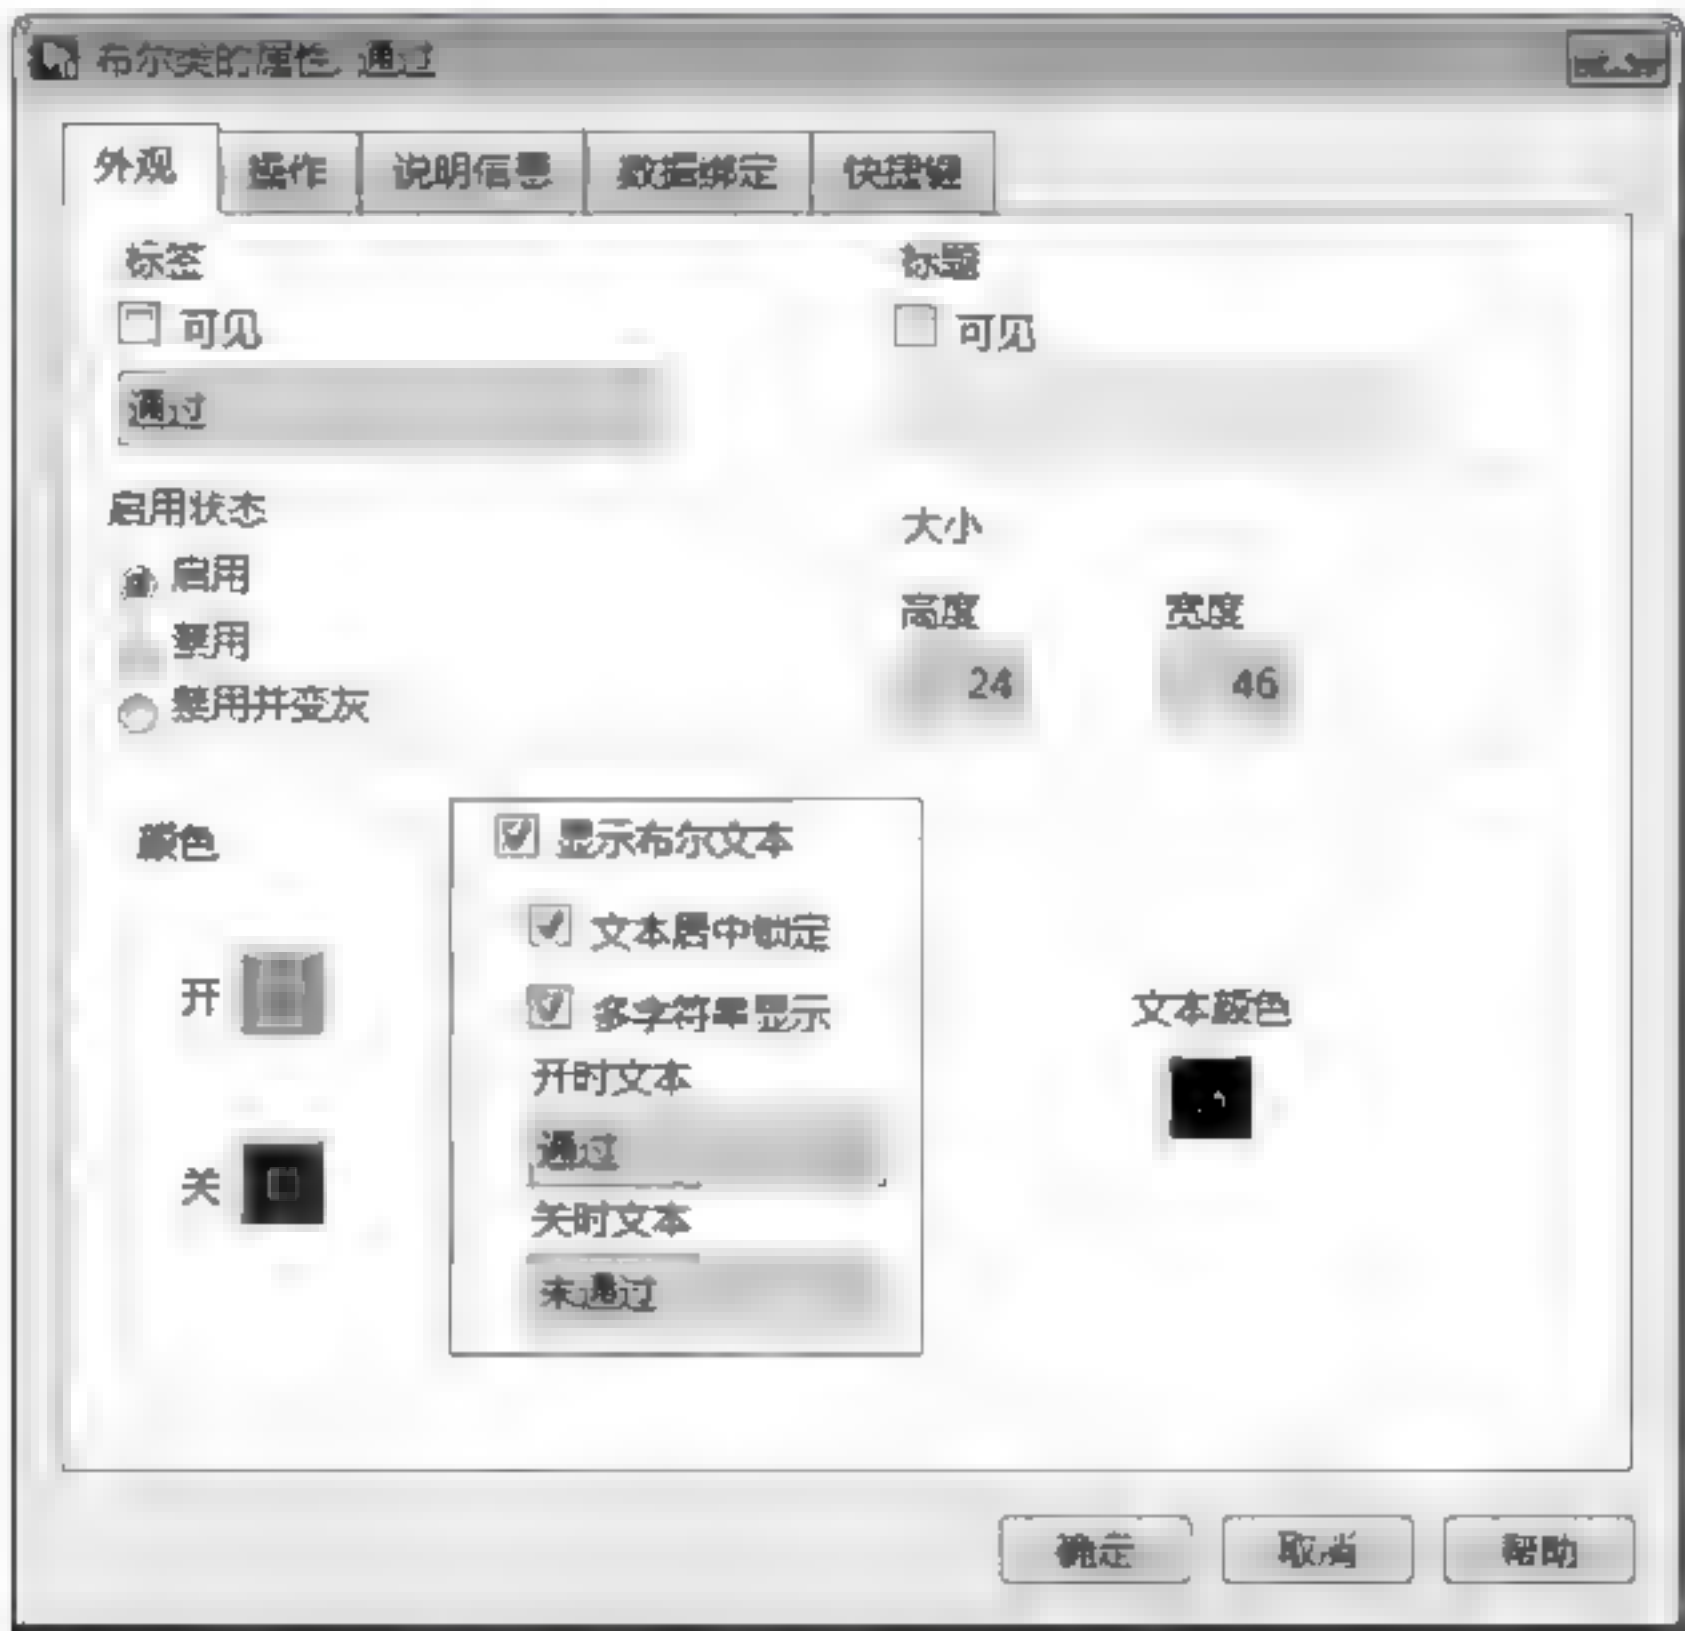 布尔类的属性 通过
外观 操作 说明信息 数据绑定 快捷键
标签 标题
可见 可见
通过
启用状态
大小
启用
高度 宽度
禁用
24 46
禁用并变灰
颜色
显示布尔文本
文本居中锁定
开
多字符串显示
文本颜色
开时文本
通过
关
关时文本
未通过
确定 取消 帮助